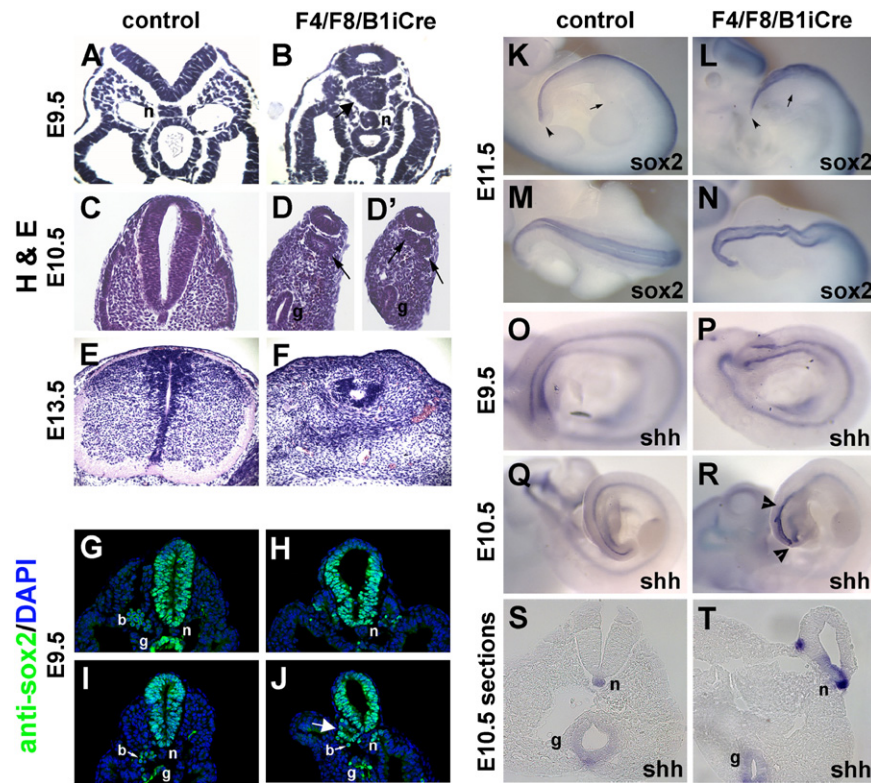 control
F4/F8/B1iCre
control
F4/F8/B1iCre
H & E
E9.5
A
n
B
n
E10.5
C
D
g
D'
g
E13.5
E
F
anti-sox2/DAPI
E9.5
G
b
g
n
H
n
I
b
g
n
J
b
g
n
E11.5
K
sox2
L
sox2
M
sox2
N
sox2
E9.5
O
shh
P
shh
E10.5
Q
shh
R
shh
E10.5 sections
S
n
g
shh
T
n
g
shh